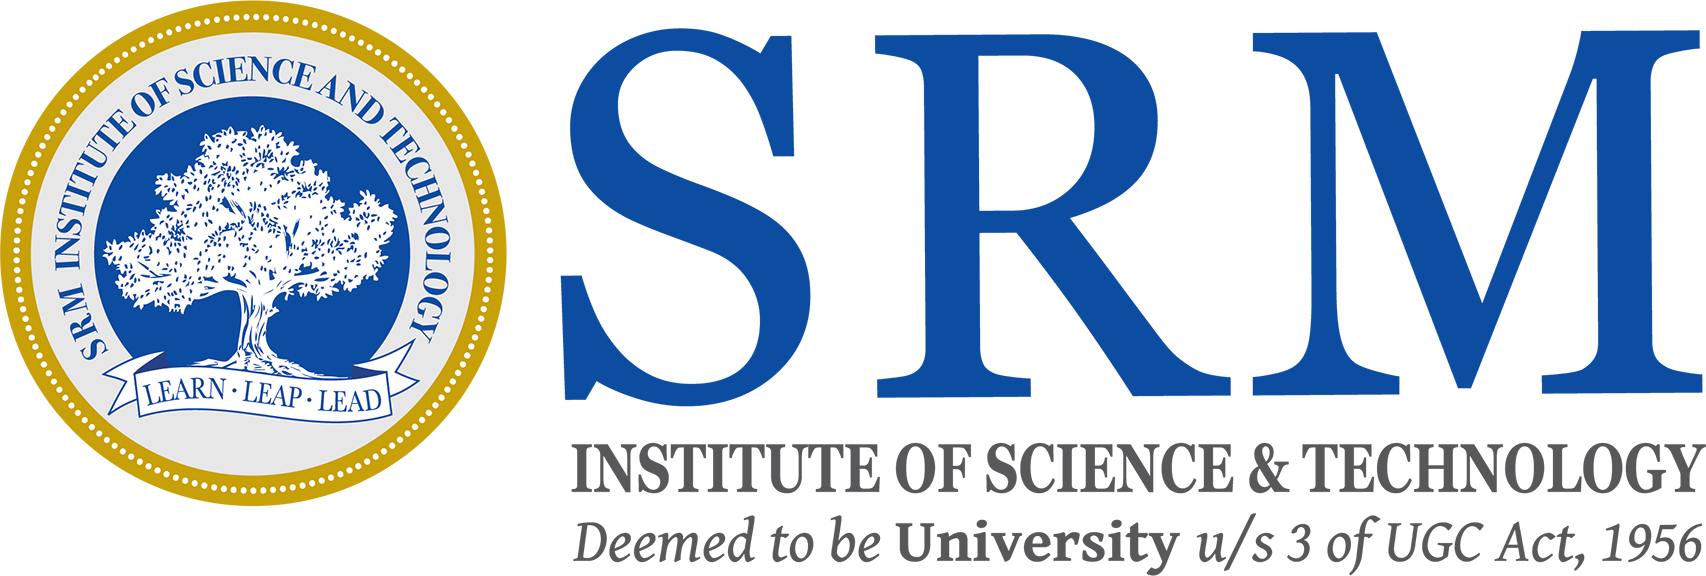 SRM INSTITUTE OF SCIENCE AND TECHNOLOGY
LEARN · LEAP · LEAD
SRM
INSTITUTE OF SCIENCE & TECHNOLOGY
Deemed to be University u/s 3 of UGC Act, 1956